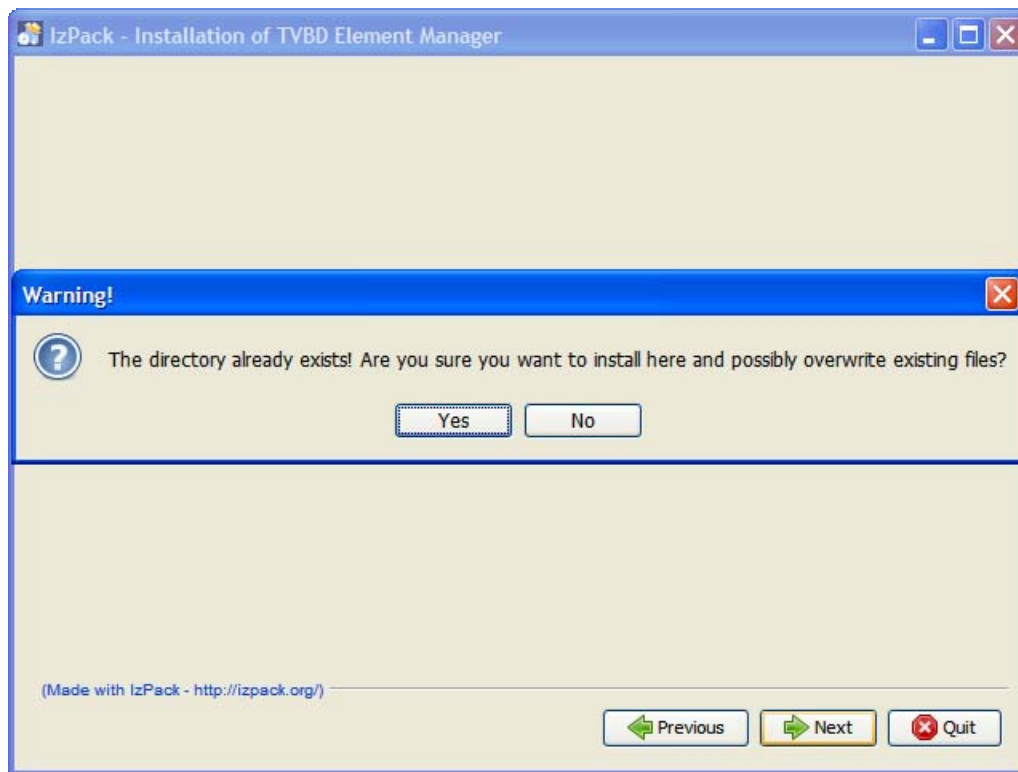 IzPack - Installation of TVBD Element Manager
Warning!
The directory already exists! Are you sure you want to install here and possibly overwrite existing files?
Yes No
(Made with IzPack - http://izpack.org/)
Previous Next Quit